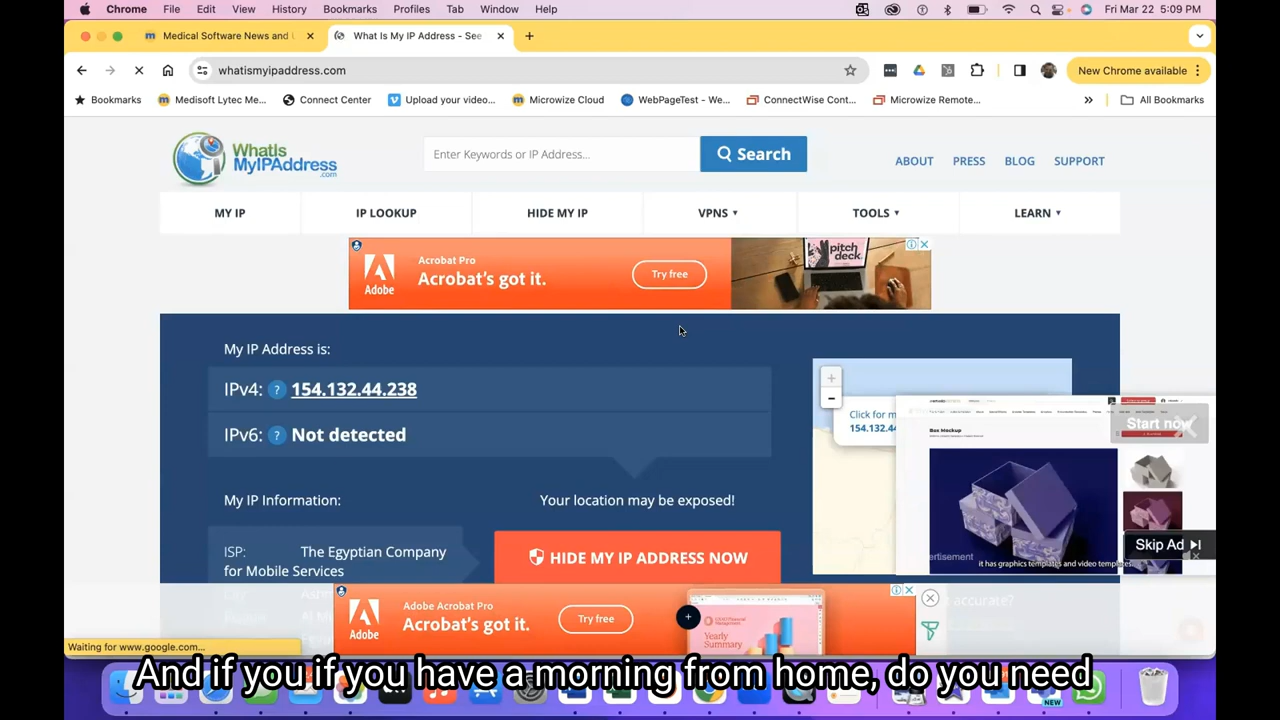 Chrome File Edit View History Bookmarks Profiles Tab Window Help Fri Mar 22 5:09 PM
Medical Software News and
What Is My IP Address - See
whatismyipaddress.com
New Chrome available
Bookmarks Medisoft Lytec Me... Connect Center Upload your video... Microwize Cloud WebPageTest - We... ConnectWise Cont... Microwize Remote... » All Bookmarks
WhatIs
MyIPAddress
.com
Enter Keywords or IP Address...
Search
ABOUT PRESS BLOG SUPPORT
MY IP IP LOOKUP HIDE MY IP VPNS TOOLS LEARN
Adobe
Acrobat Pro
Acrobat's got it.
Try free
pitch
deck.
My IP Address is:
IPv4: ? 154.132.44.238
IPv6: ? Not detected
Click for m
154.132.44
Box Mockup
Start now
Skip Ad
it has graphics templates and video templates
My IP Information:
Your location may be exposed!
ISP: The Egyptian Company
for Mobile Services
HIDE MY IP ADDRESS NOW
Adobe
Adobe Acrobat Pro
Acrobat's got it.
Try free
Yearly
Summary
Waiting for www.google.com...
And if you if you have a morning from home, do you need
NEW